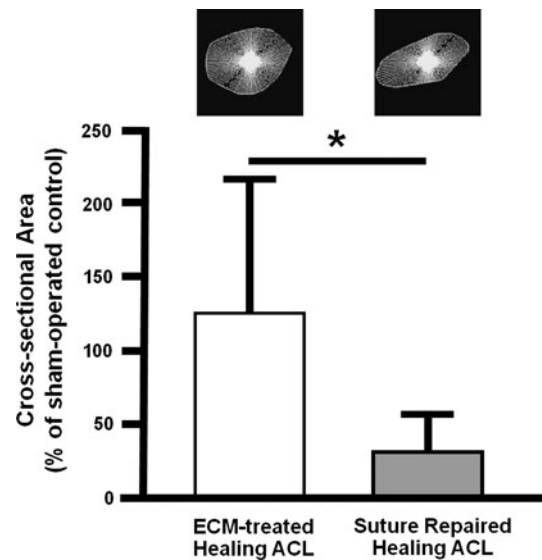 *
250
200
150
100
50
0
Cross-sectional Area
(% of sham-operated control)
ECM-treated
Healing ACL
Suture Repaired
Healing ACL